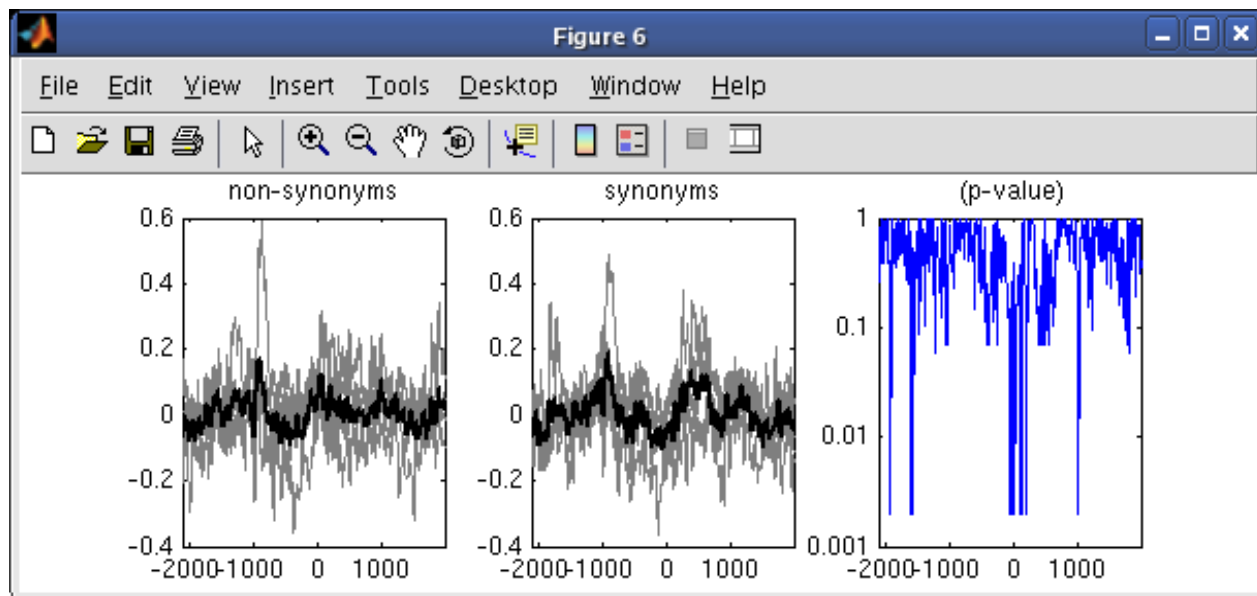 Figure 6
File Edit View Insert Tools Desktop Window Help
non-synonyms
0.6
0.4
0.2
0
-0.2
-0.4
-2000 -1000 0 1000
synonyms
0.6
0.4
0.2
0
-0.2
-0.4
-2000 -1000 0 1000
(p-value)
1
0.1
0.01
0.001
-2000 -1000 0 1000